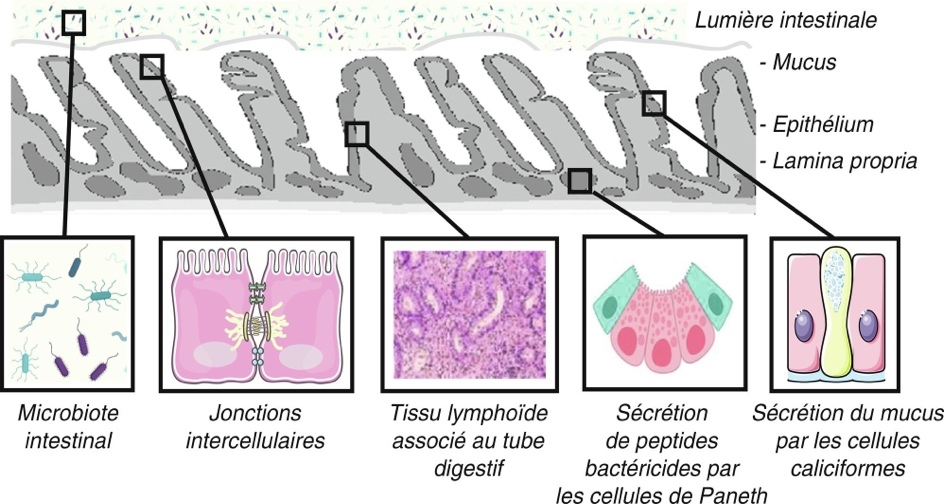 Lumière intestinale
- Mucus
- Epithélium
- Lamina propria
Microbiote
intestinal
Jonctions
intercellulaires
Tissu lymphoïde
associé au tube
digestif
Sécrétion
de peptides
bactéricides par
les cellules de Paneth
Sécrétion du mucus
par les cellules
caliciformes